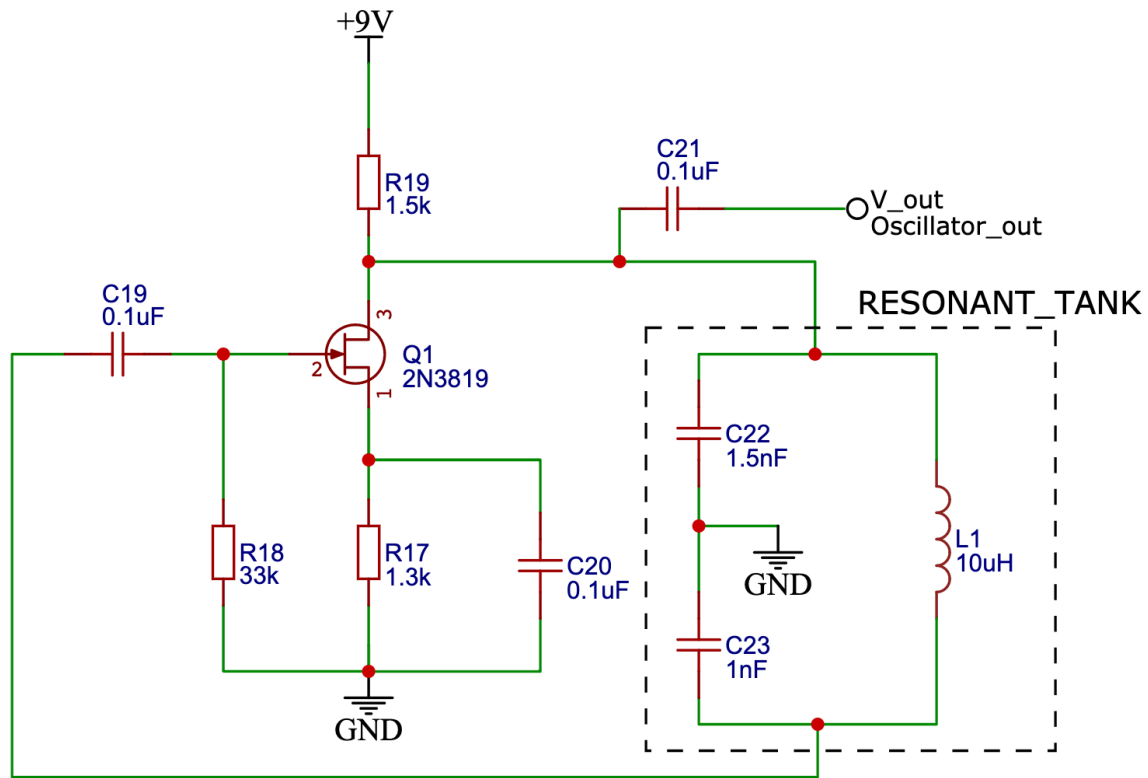 +9V
R19
1.5k
C21
0.1uF
V_out
Oscillator_out
RESONANT_TANK
C19
0.1uF
3
2
Q1
2N3819
1
C22
1.5nF
R18
33k
R17
1.3k
C20
0.1uF
GND
L1
10uH
C23
1nF
GND